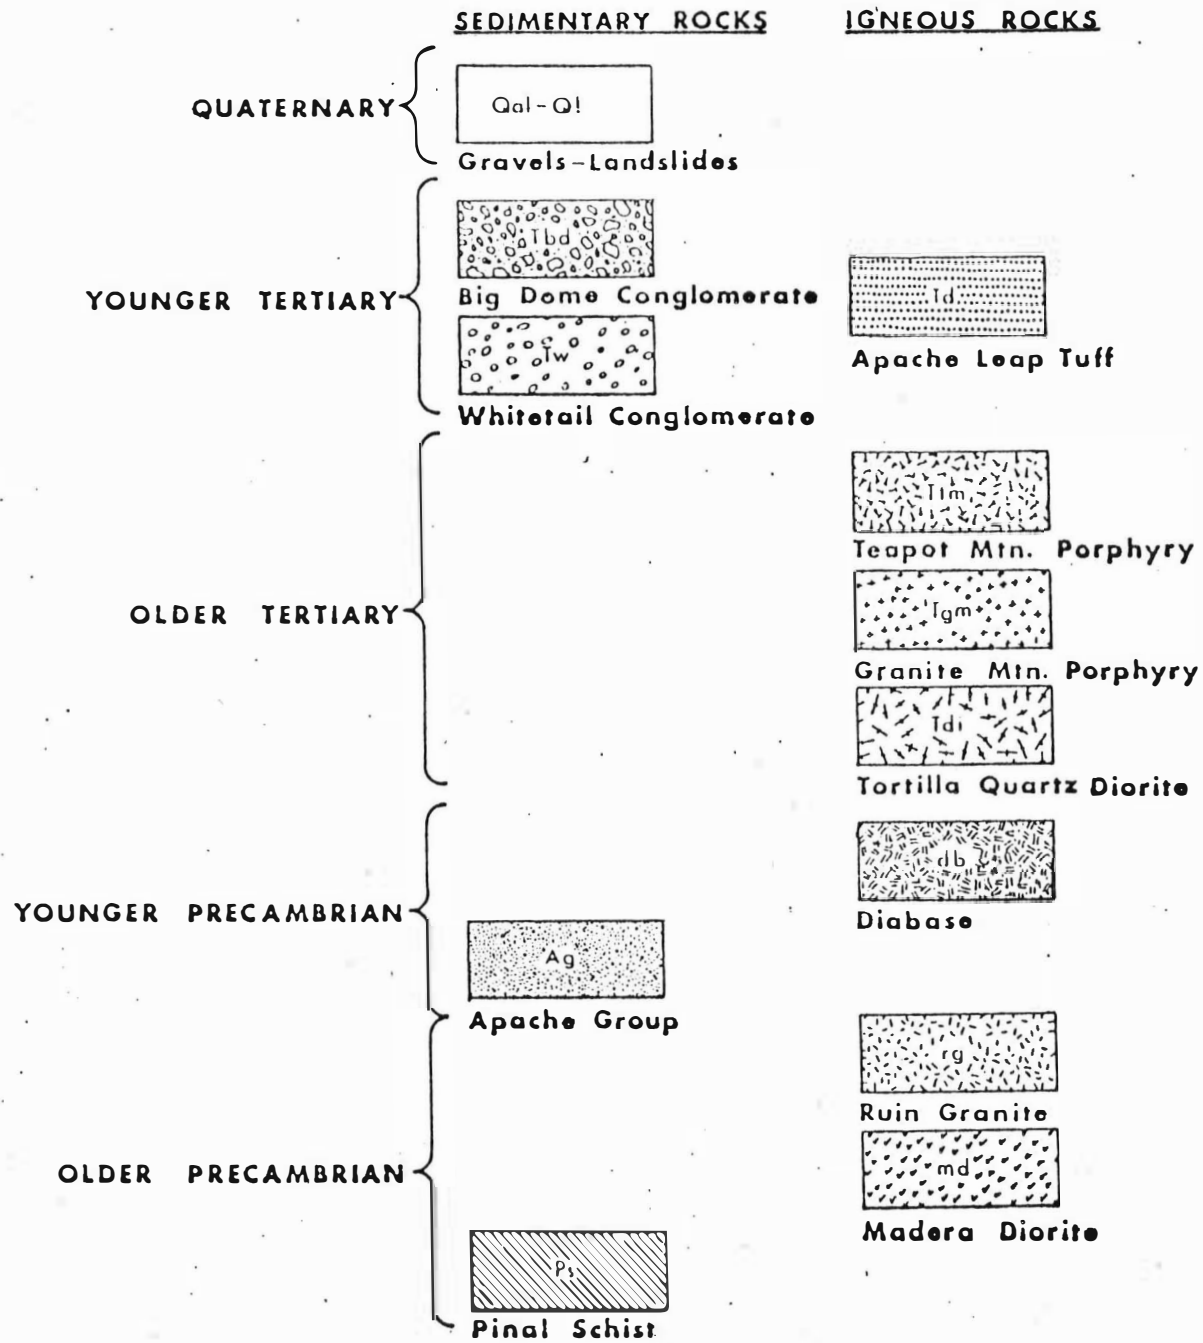 SEDIMENTARY ROCKS IGNEOUS ROCKS
QUATERNARY
Qal-Ql
Gravels-Landslides
YOUNGER TERTIARY
Tbd
Big Dome Conglomerate
Td
Apache Leap Tuff
Tw
Whitetail Conglomerate
OLDER TERTIARY
Ttm
Teapot Mtn. Porphyry
Tgm
Granite Mtn. Porphyry
Tdi
Tortilla Quartz Diorite
YOUNGER PRECAMBRIAN
db
Diabase
Ag
Apache Group
OLDER PRECAMBRIAN
rg
Ruin Granite
md
Madera Diorite
Ps
Pinal Schist